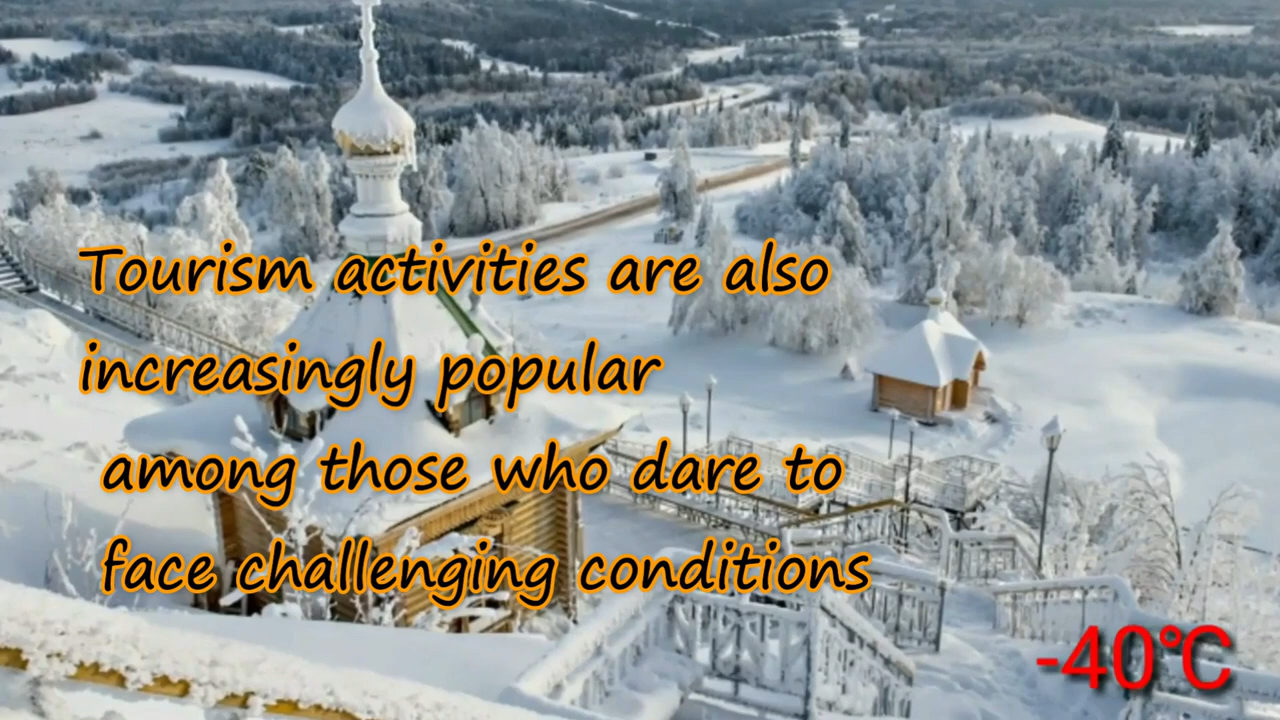 Tourism activities are also
increasingly popular
among those who dare to
face challenging conditions
-40℃